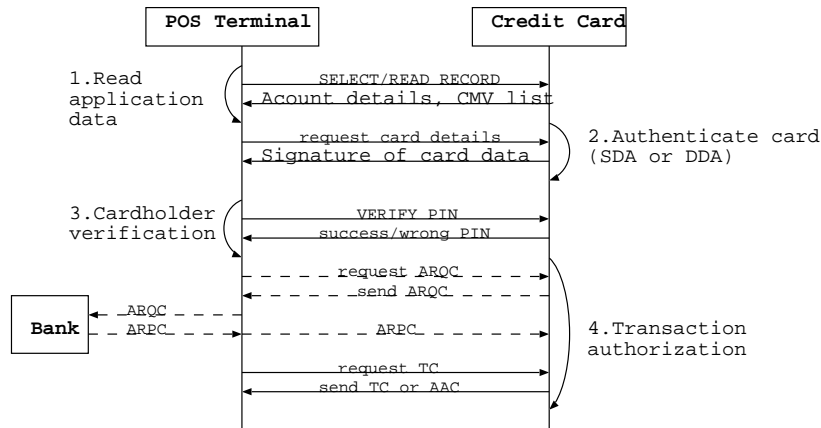 POS Terminal
Credit Card
1.Read
application
data
SELECT/READ RECORD
Acount details, CMV list
request card details
Signature of card data
2.Authenticate card
(SDA or DDA)
3.Cardholder
verification
VERIFY PIN
success/wrong PIN
request ARQC
send ARQC
Bank
ARQC
ARPC
ARPC
4.Transaction
authorization
request TC
send TC or AAC